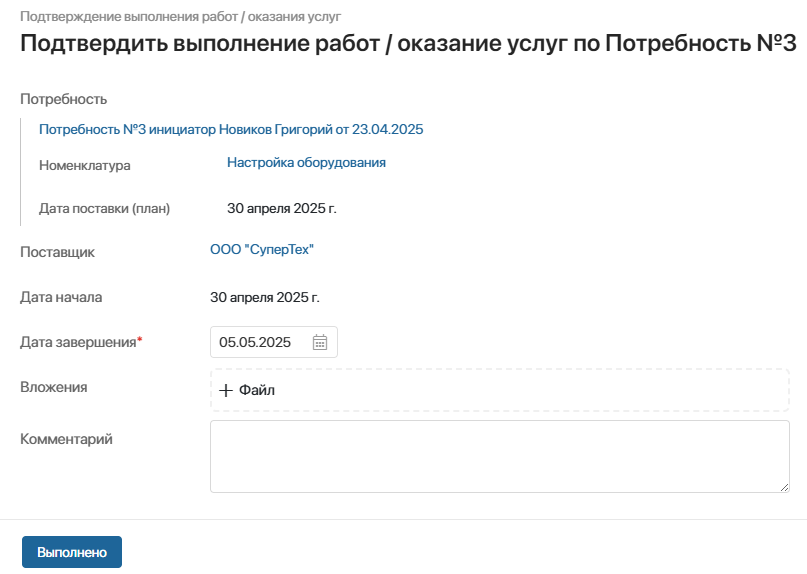 Подтверждение выполнения работ / оказания услуг
Подтвердить выполнение работ / оказание услуг по Потребность №3
Потребность
Потребность №3 инициатор Новиков Григорий от 23.04.2025
Номенклатура Настройка оборудования
Дата поставки (план) 30 апреля 2025 г.
Поставщик ООО "СуперТех"
Дата начала 30 апреля 2025 г.
Дата завершения* 05.05.2025
Вложения + Файл
Комментарий
Выполнено